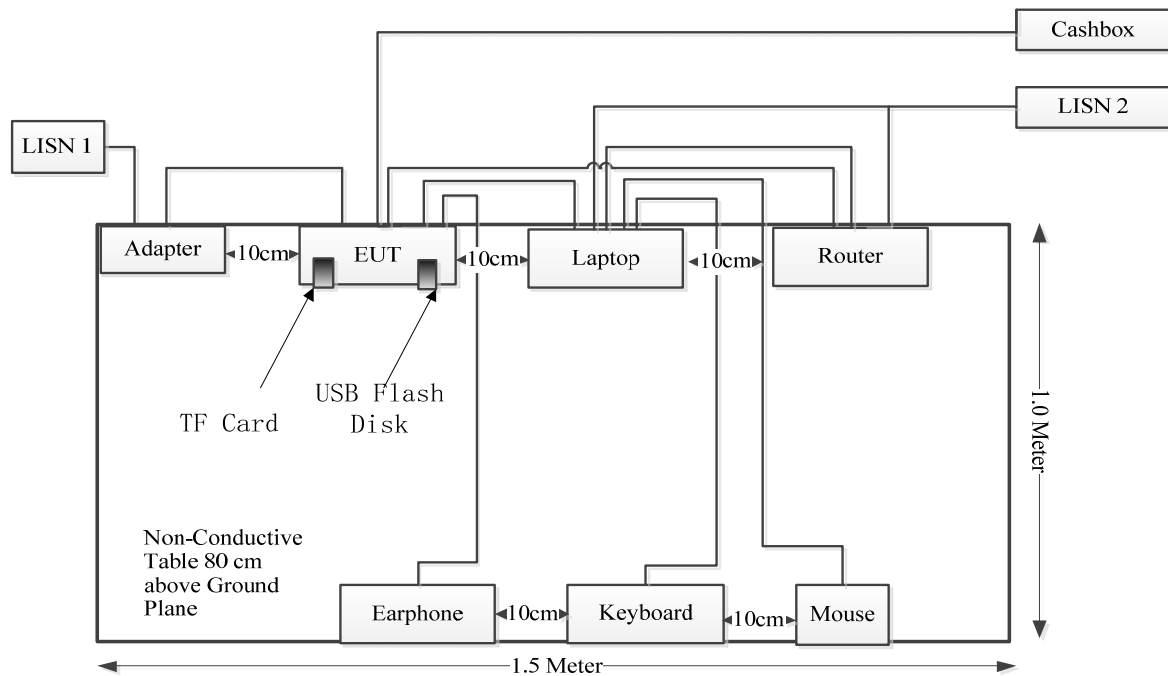 Cashbox
LISN 2
LISN 1
Adapter
10cm
EUT
10cm
Laptop
10cm
Router
TF Card
USB Flash
Disk
1.0 Meter
Non-Conductive
Table 80 cm
above Ground
Plane
Earphone
10cm
Keyboard
10cm
Mouse
1.5 Meter